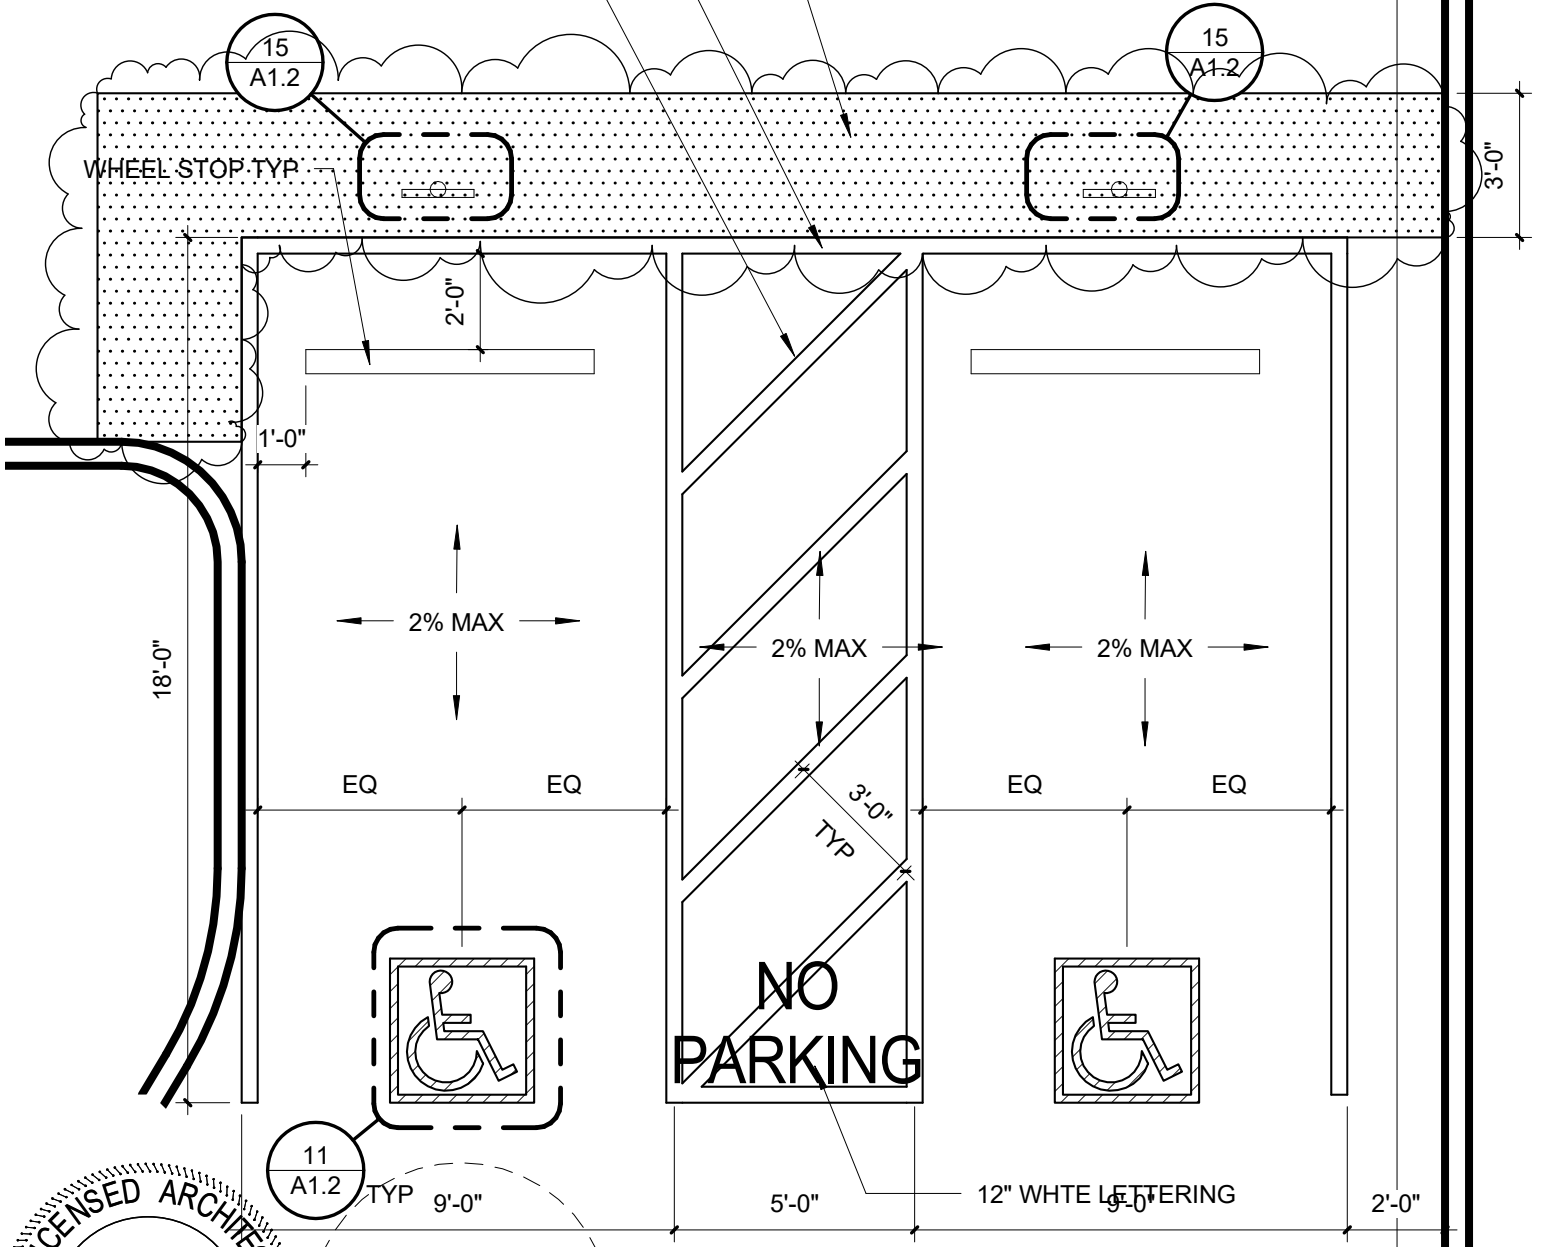 15
A1.2
15
A1.2
WHEEL STOP TYP
3'-0"
2'-0"
1'-0"
18'-0"
2% MAX
2% MAX
2% MAX
EQ
EQ
EQ
EQ
3'-0"
TYP
NO
PARKING
11
A1.2
TYP
9'-0"
5'-0"
12" WHTE LETTERING
9'-0"
2'-0"